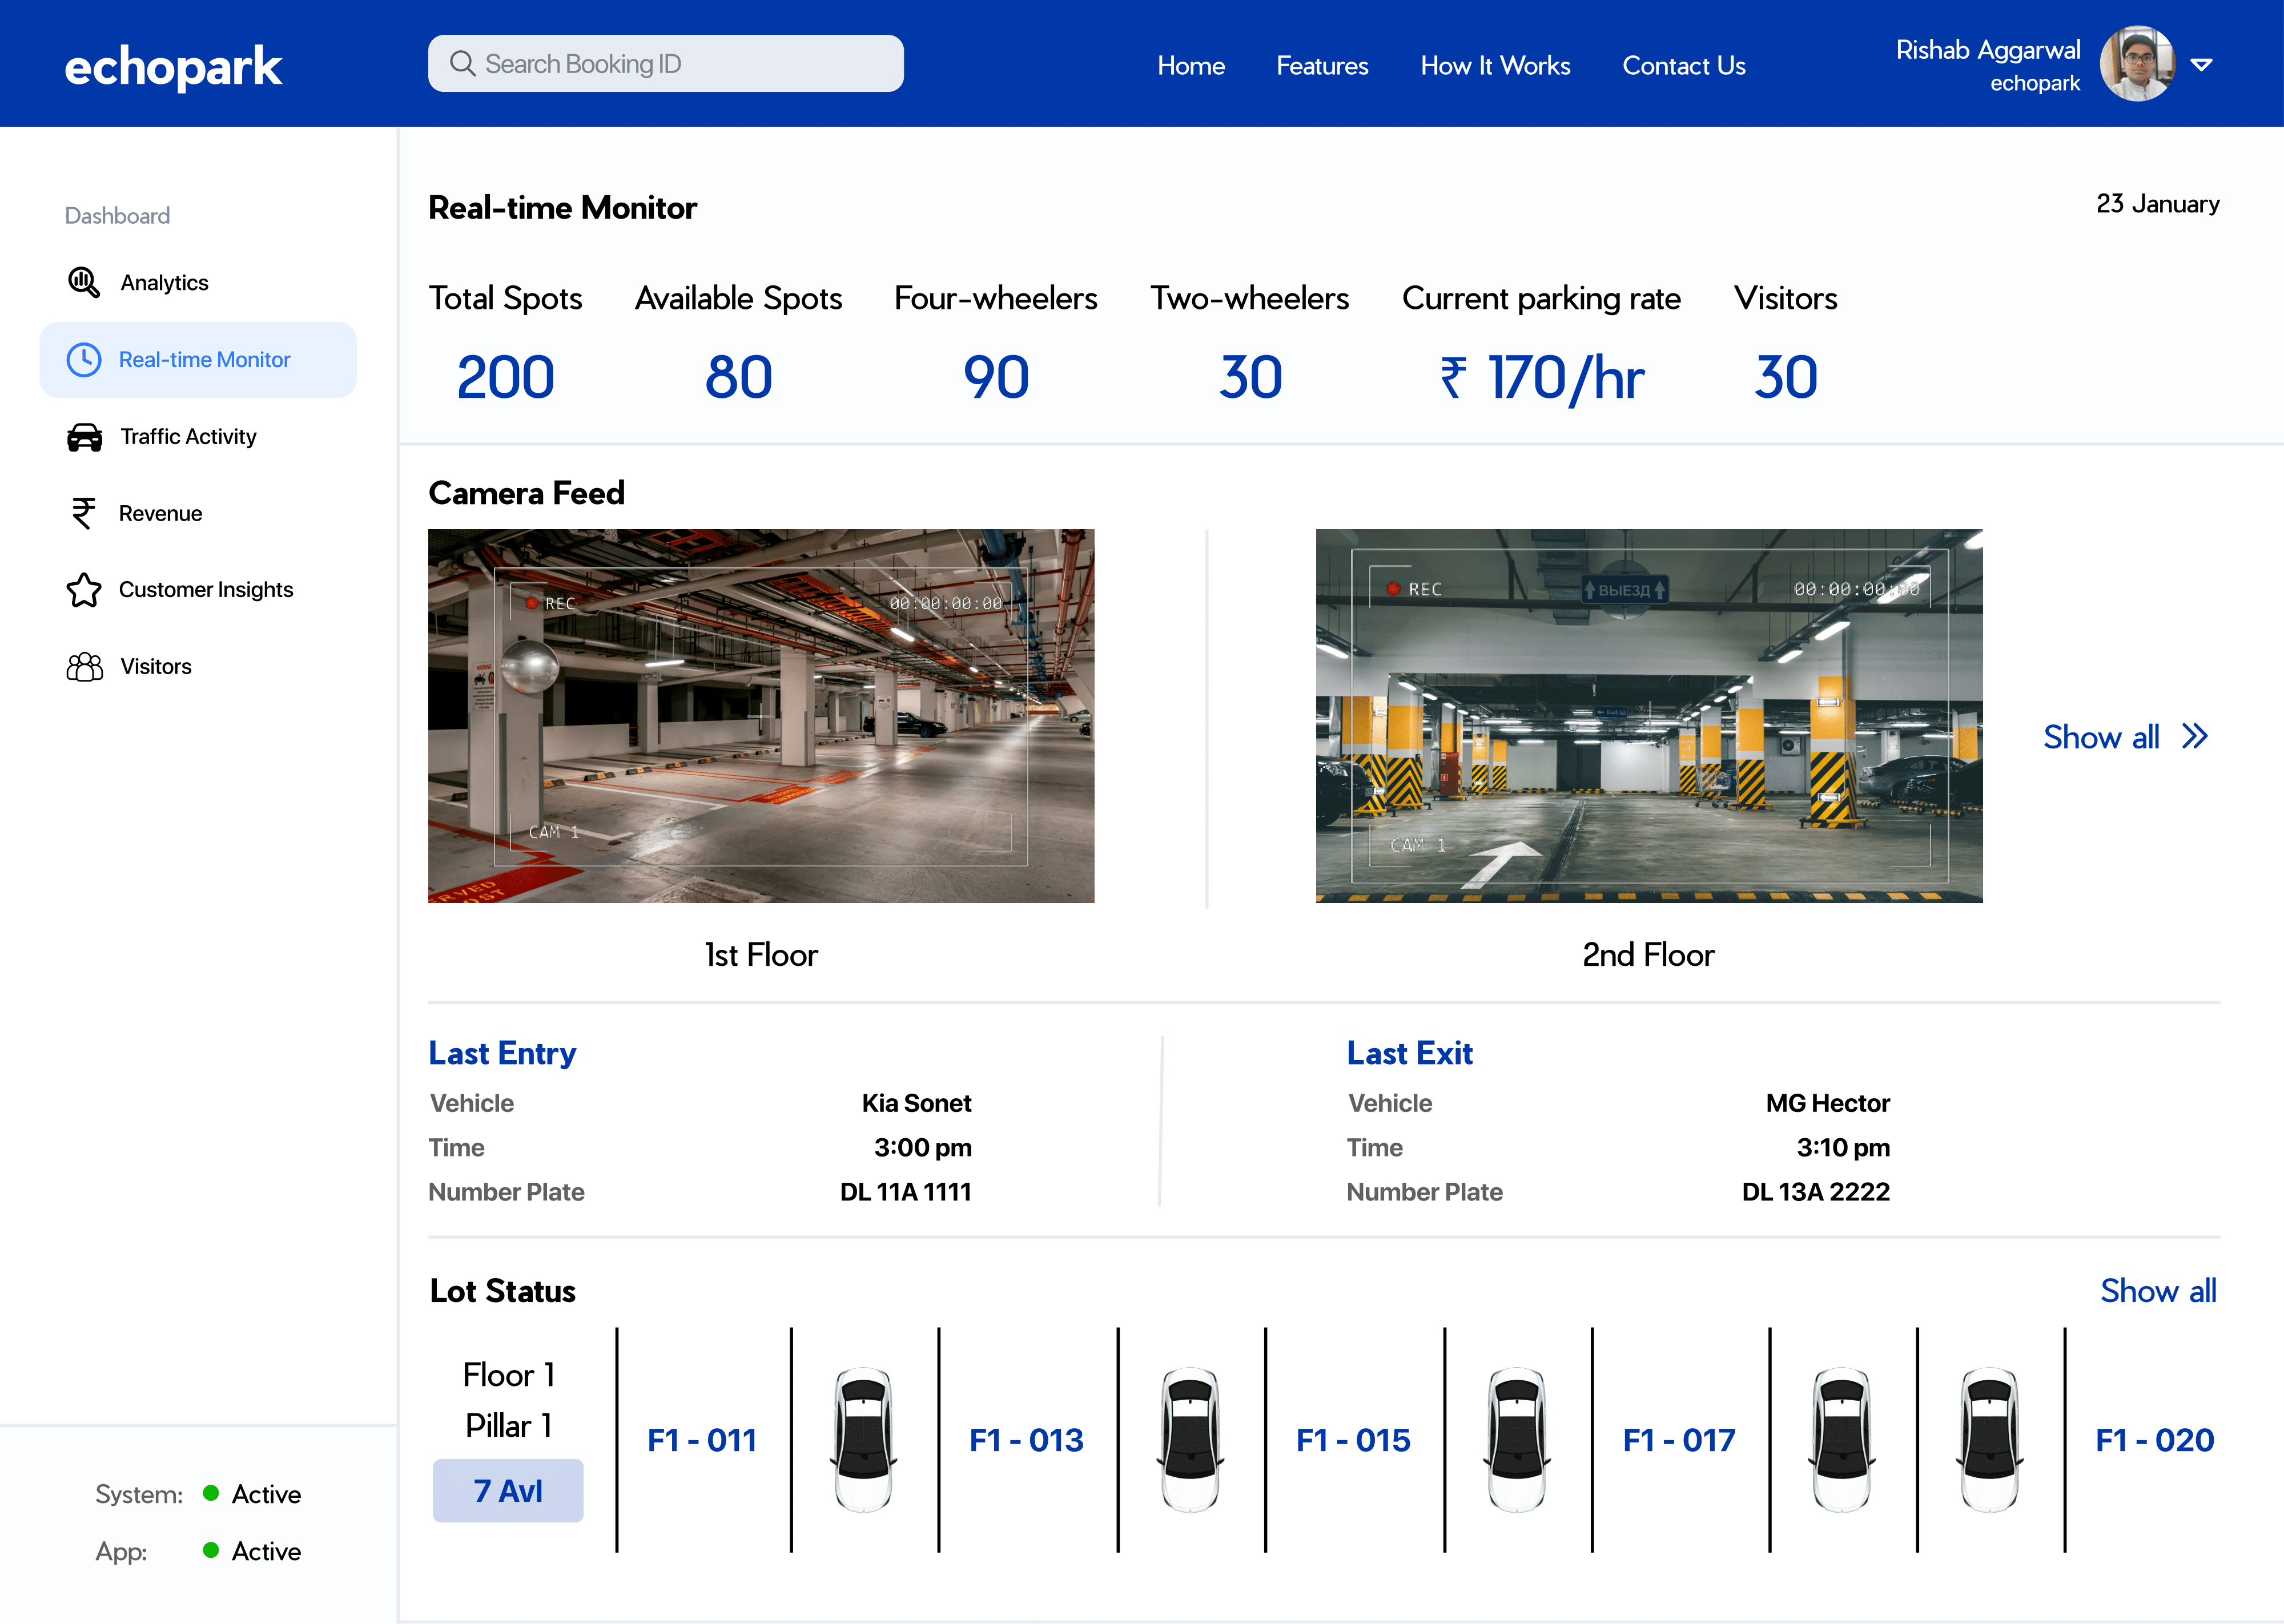 echopark
Search Booking ID
Home
Features
How It Works
Contact Us
Rishab Aggarwal
echopark
Dashboard
Analytics
Real-time Monitor
Traffic Activity
Revenue
Customer Insights
Visitors
System: Active
App: Active
Real-time Monitor
23 January
Total Spots
200
Available Spots
80
Four-wheelers
90
Two-wheelers
30
Current parking rate
₹ 170/hr
Visitors
30
Camera Feed
REC
00:00:00:00
CAM 1
1st Floor
REC
00:00:00:00
ВЫЕЗД
CAM 1
2nd Floor
Show all
Last Entry
Vehicle Kia Sonet
Time 3:00 pm
Number Plate DL 11A 1111
Last Exit
Vehicle MG Hector
Time 3:10 pm
Number Plate DL 13A 2222
Lot Status
Show all
Floor 1
Pillar 1
7 Avl
F1 - 011
F1 - 013
F1 - 015
F1 - 017
F1 - 020